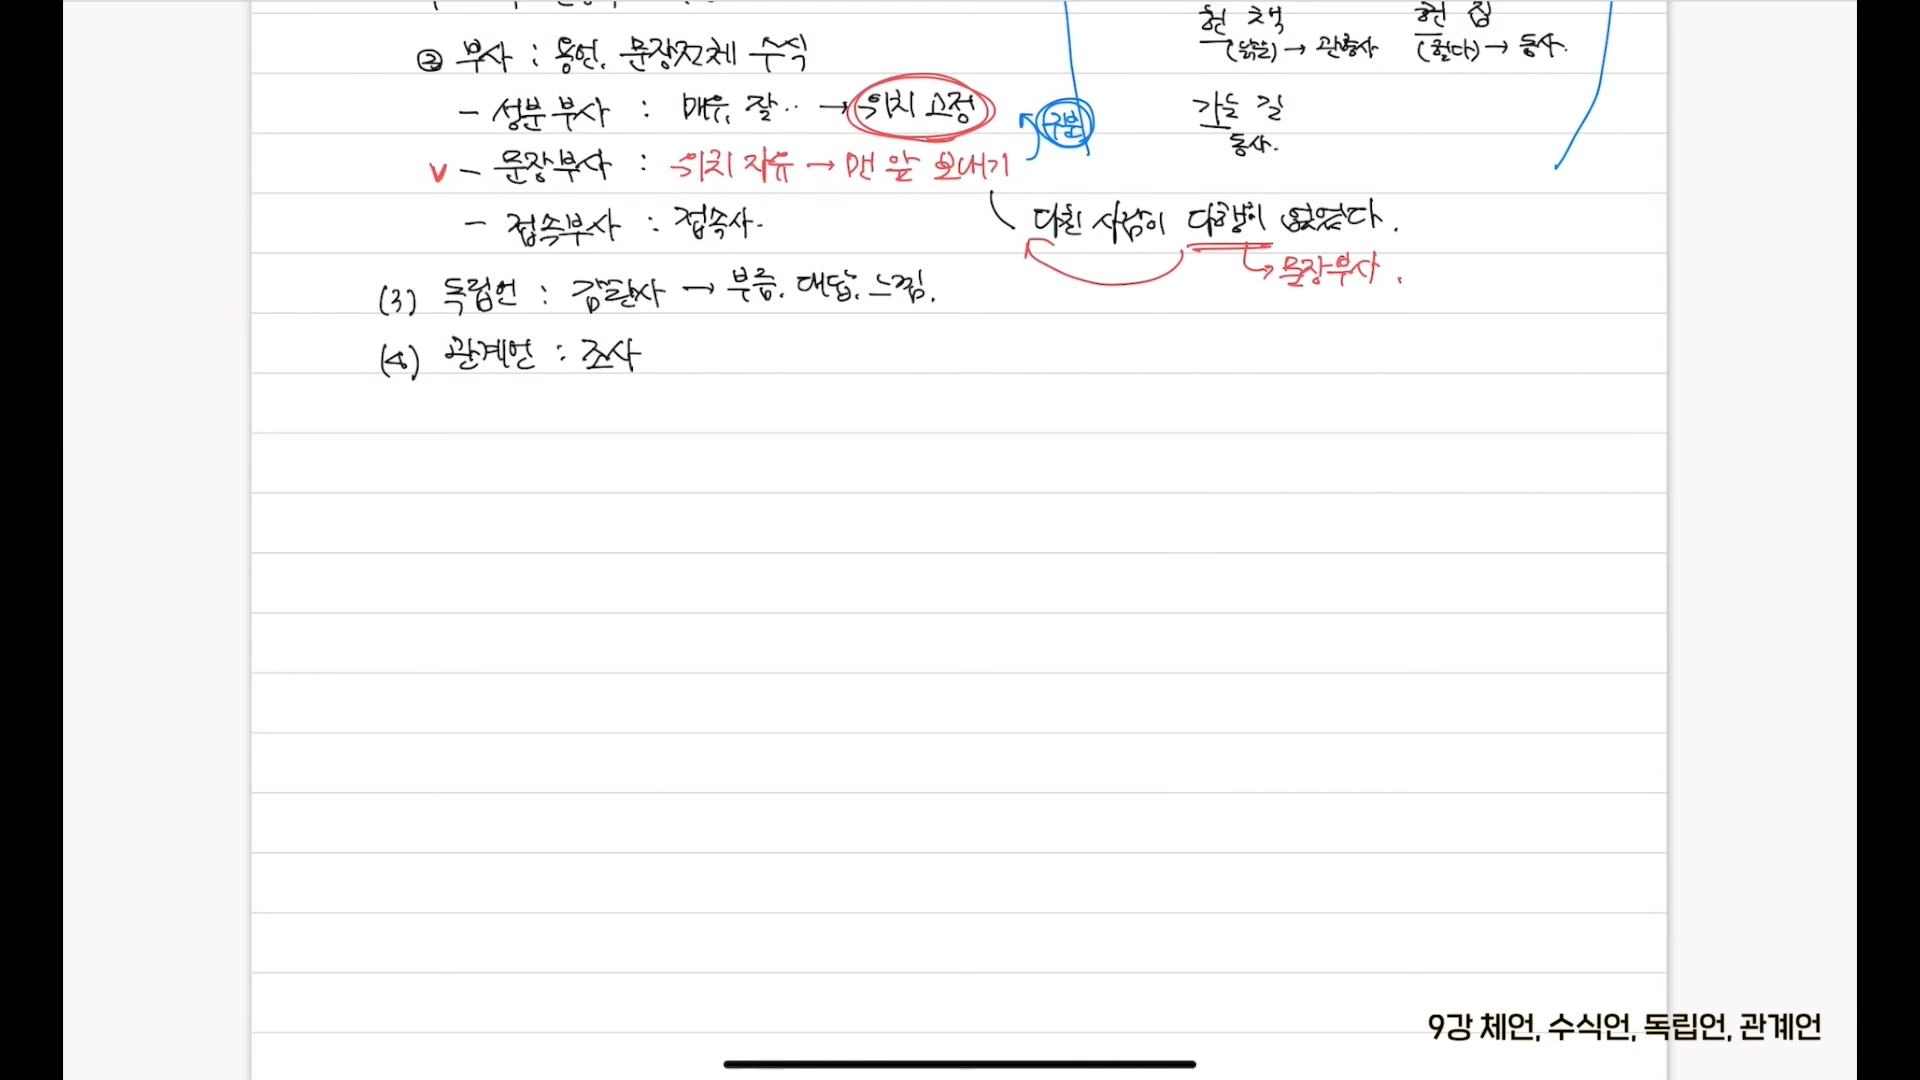 ② 부사 : 용언, 문장전체 수식
- 성분 부사 : 매우, 잘.. → 위치 고정
구분
v - 문장부사 : 위치 자유 → 맨 앞 보내기
- 접속부사 : 접속사.
다친 사람이 다행히 없었다.
→ 문장부사.
(3) 독립언 : 감탄사 → 부름, 대답, 느낌.
(4) 관계언 : 조사
헌 책
(낡은) → 관형사
헌 집
(헐다) → 동사.
가는 길
동사.
9강 체언, 수식언, 독립언, 관계언